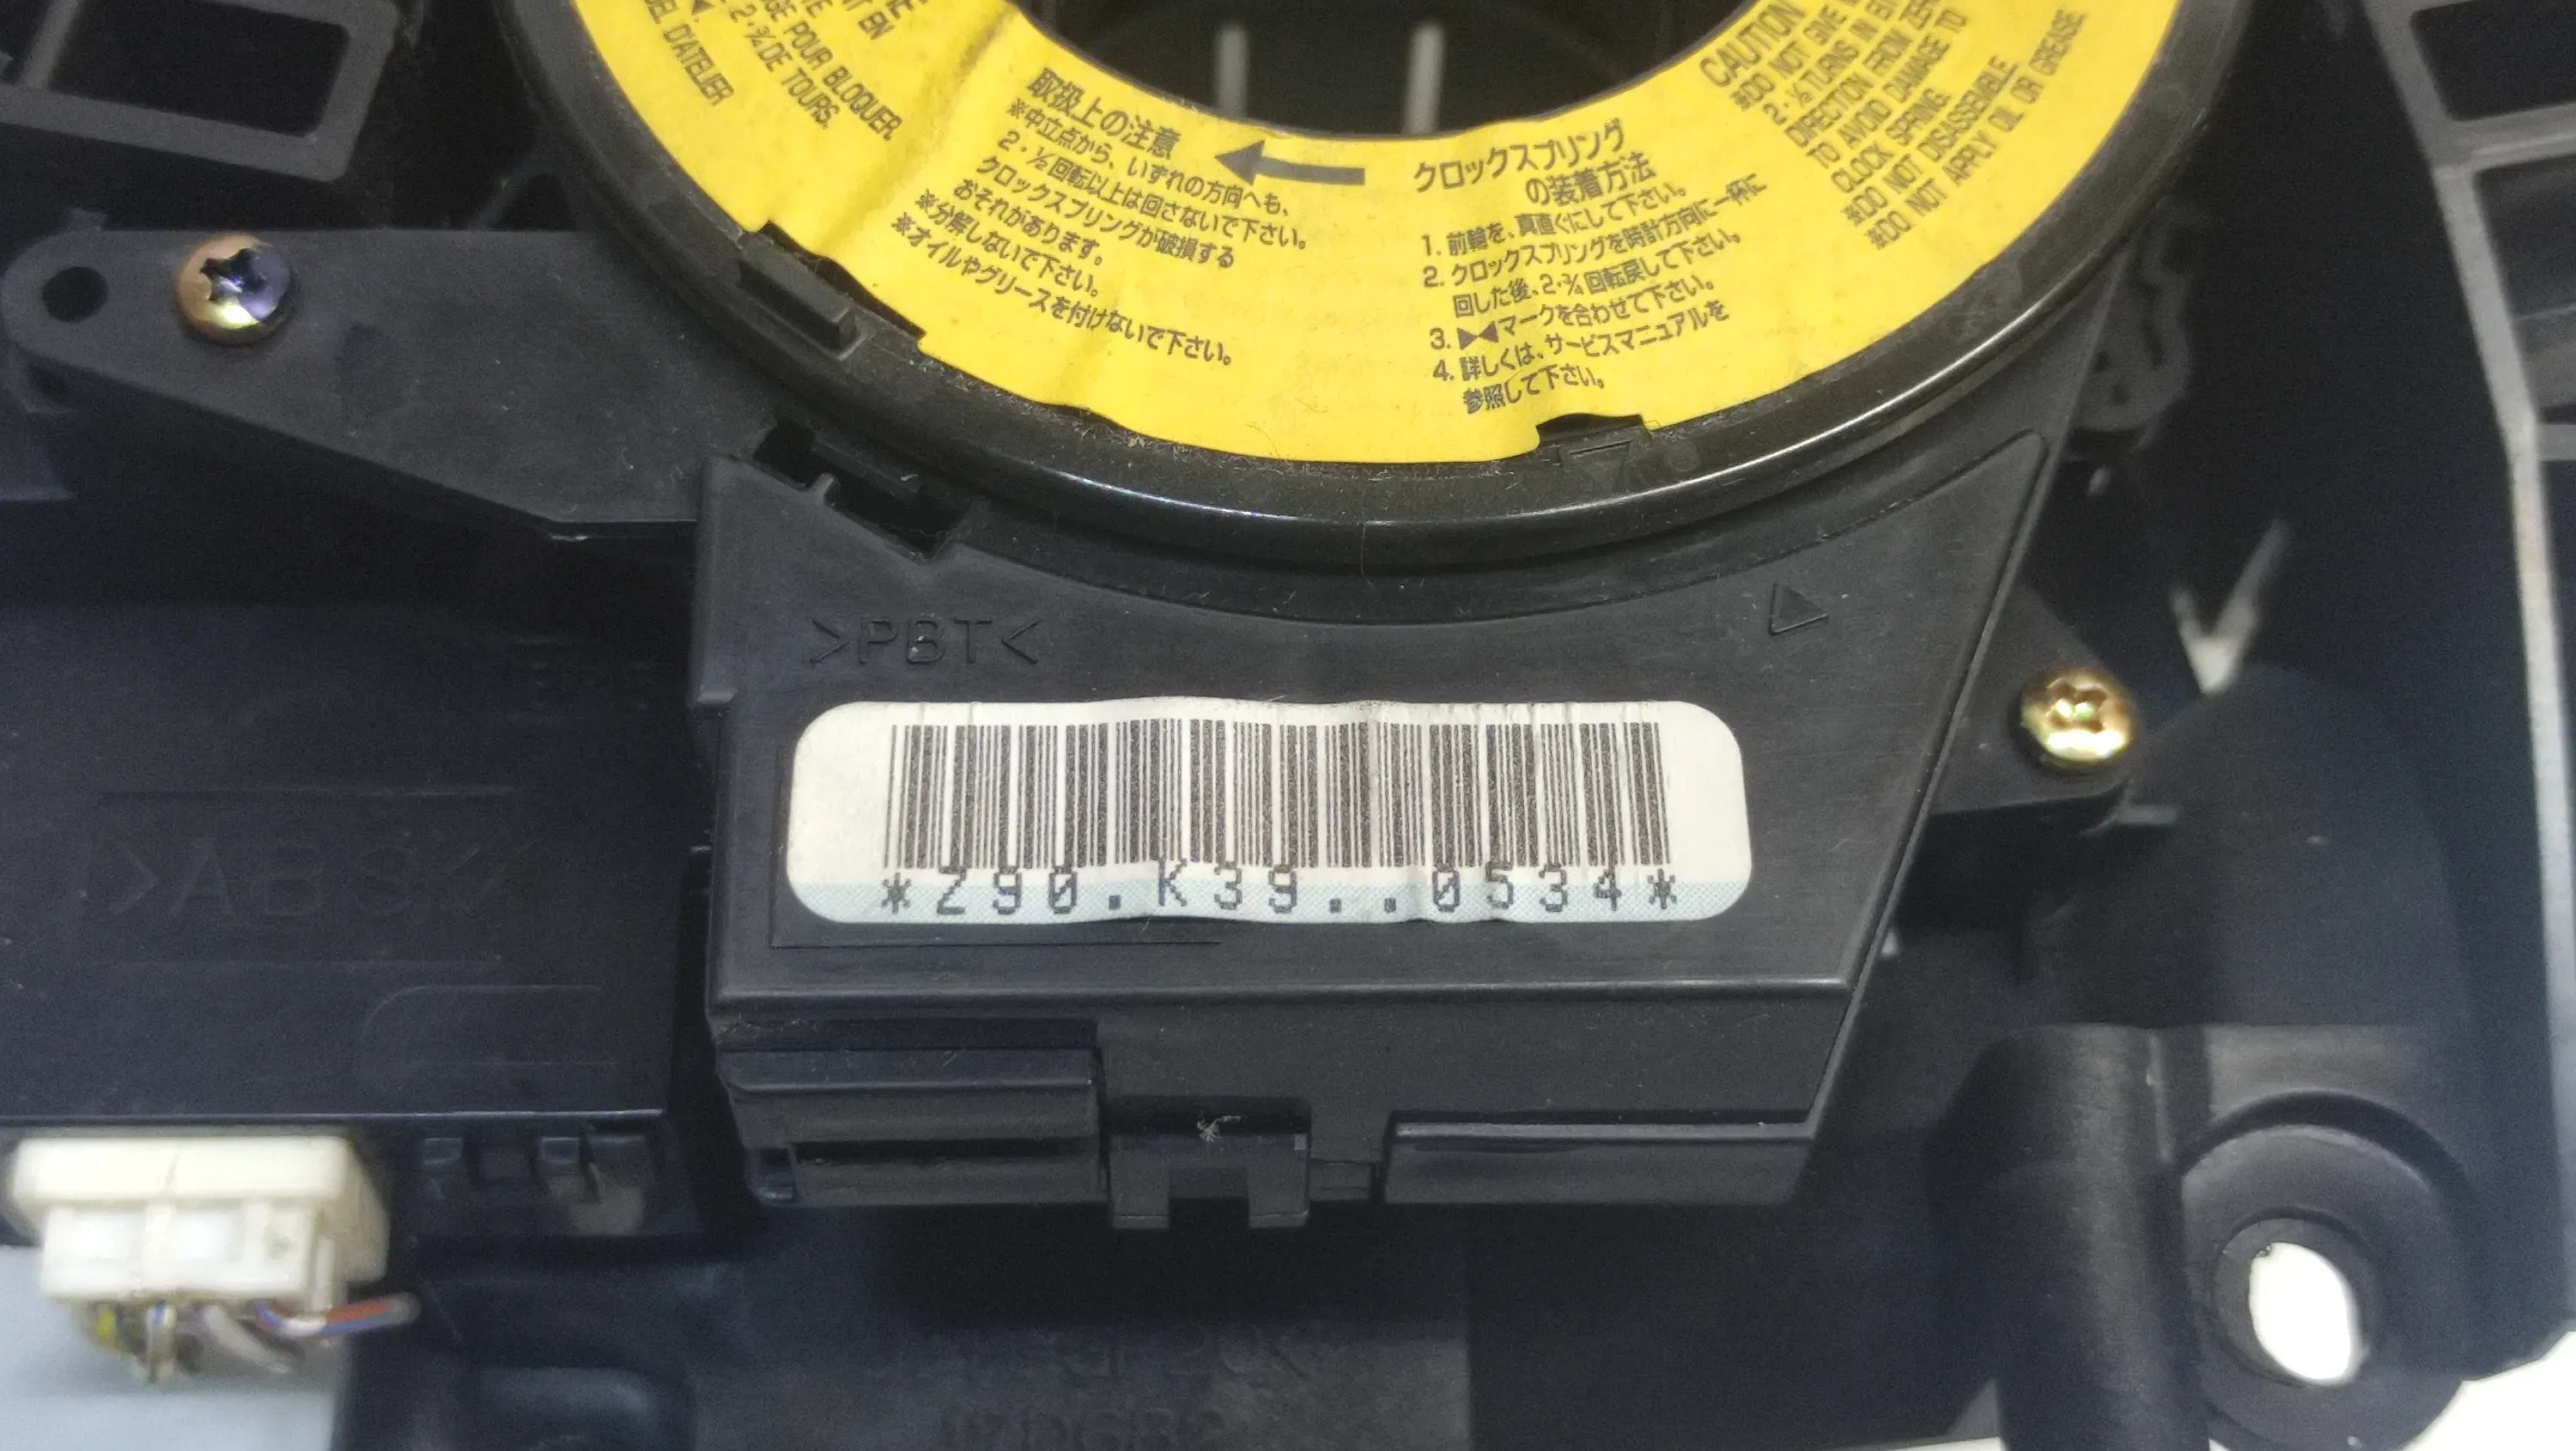 EN
POUR BLOQUER
2・¾ DE TOURS.
D'ATELIER
取扱上の注意
※中立点から、いずれの方向へも、
2・½回転以上は回さないで下さい。
クロックスプリングが破損する
おそれがあります。
※分解しないで下さい。
※オイルやグリースを付けないで下さい。
クロックスプリング
の装着方法
1. 前輪を、真直ぐにして下さい。
2. クロックスプリングを時計方向に一杯に
回した後、2・¾回転戻して下さい。
3. ▶◀マークを合わせて下さい。
4. 詳しくは、サービスマニュアルを
参照して下さい。
CAUTION
※DO NOT GIVE
2・½ TURNS IN
DIRECTION FROM
TO AVOID DAMAGE TO
CLOCK SPRING
※DO NOT DISASSEMBLE
※DO NOT APPLY OIL OR GREASE
>PBT<
*Z90.K39..0534*
>ABS<